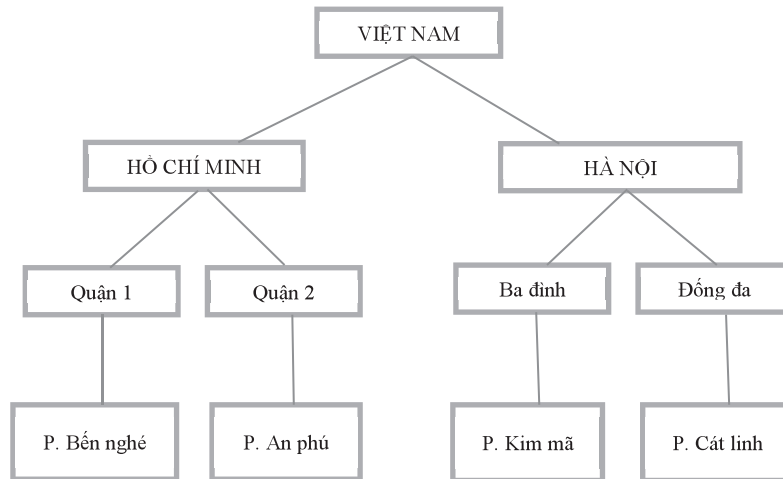 VIỆT NAM
HỒ CHÍ MINH
HÀ NỘI
Quận 1
Quận 2
Ba đình
Đống đa
P. Bến nghé
P. An phú
P. Kim mã
P. Cát linh